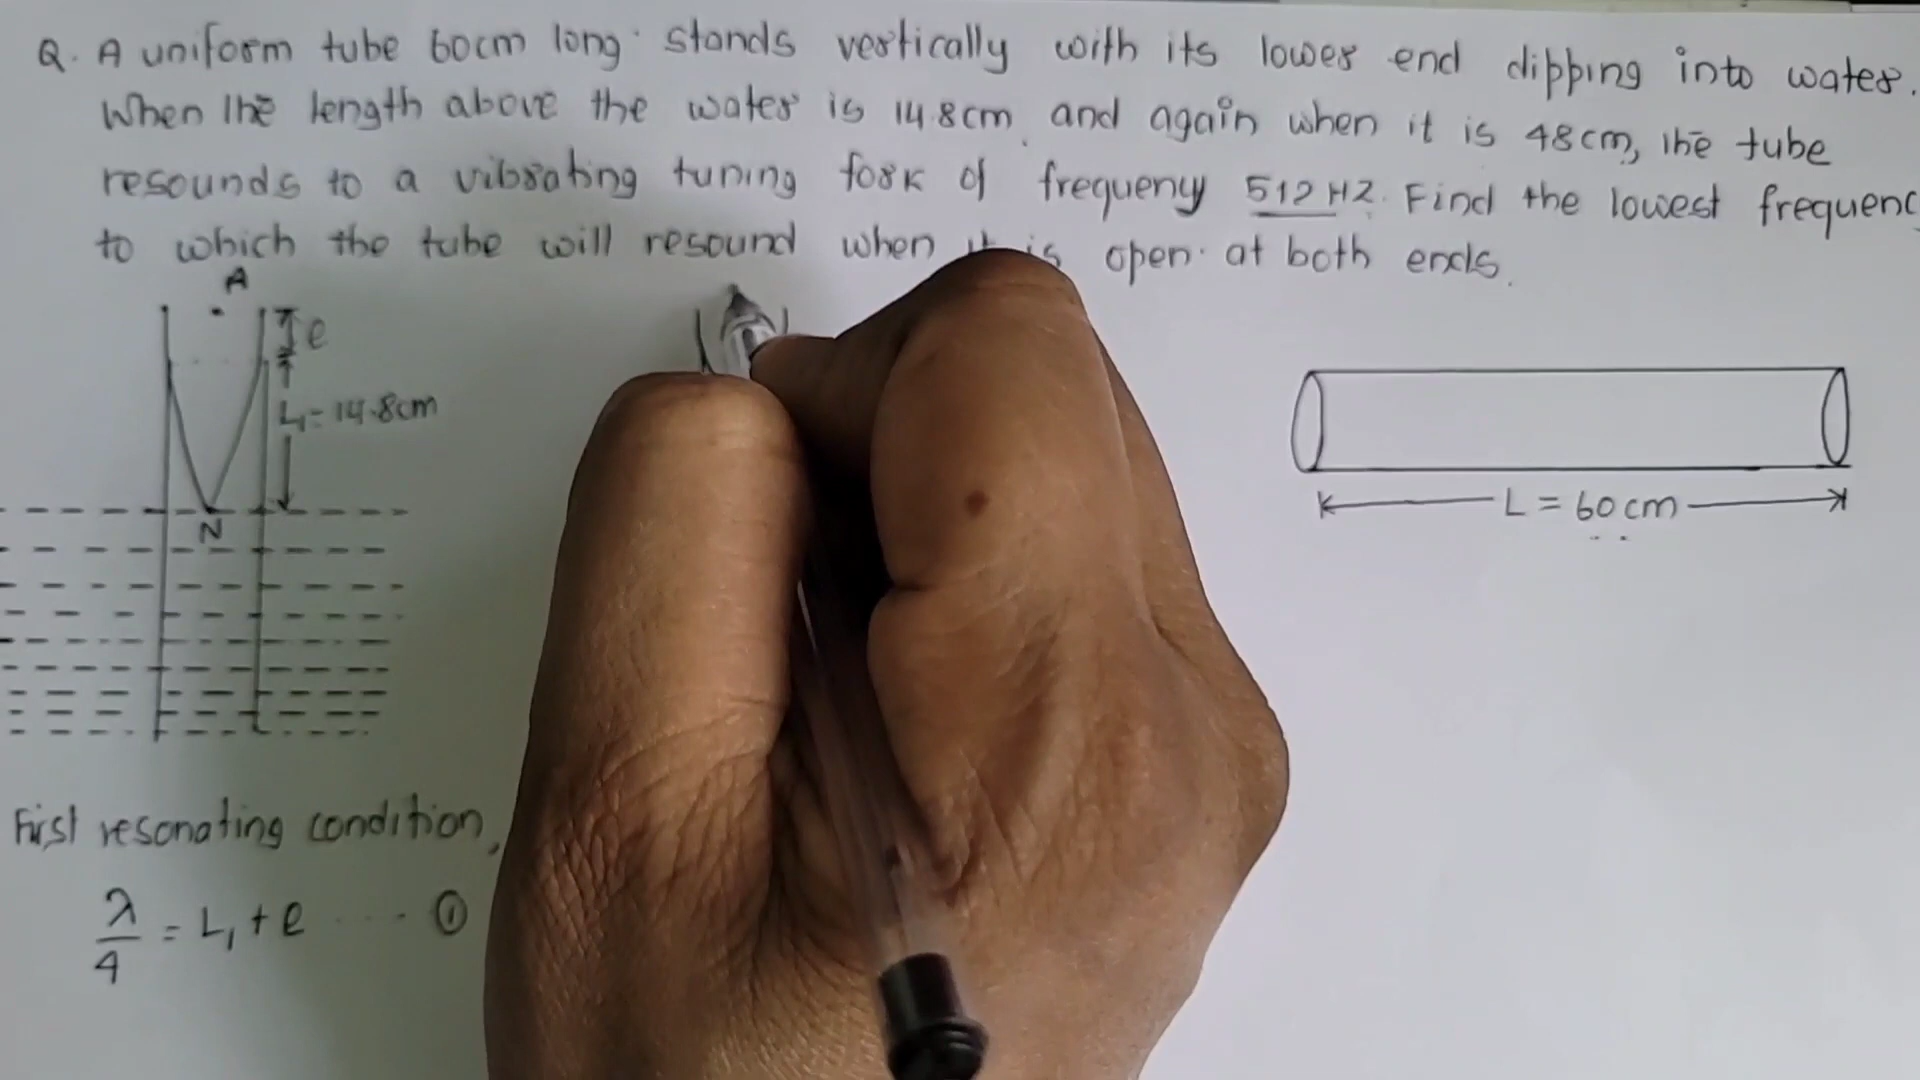 Q. A uniform tube 60cm long stands vertically with its lower end dipping into water.
When the length above the water is 14.8cm and again when it is 48cm, the tube
resounds to a vibrating tuning fork of frequeny 512 HZ. Find the lowest frequenc
to which the tube will resound when it is open at both ends.
A
e
L₁ = 14.8cm
N
L = 60cm
First resonating condition,
λ/4 = L₁ + e .... ①